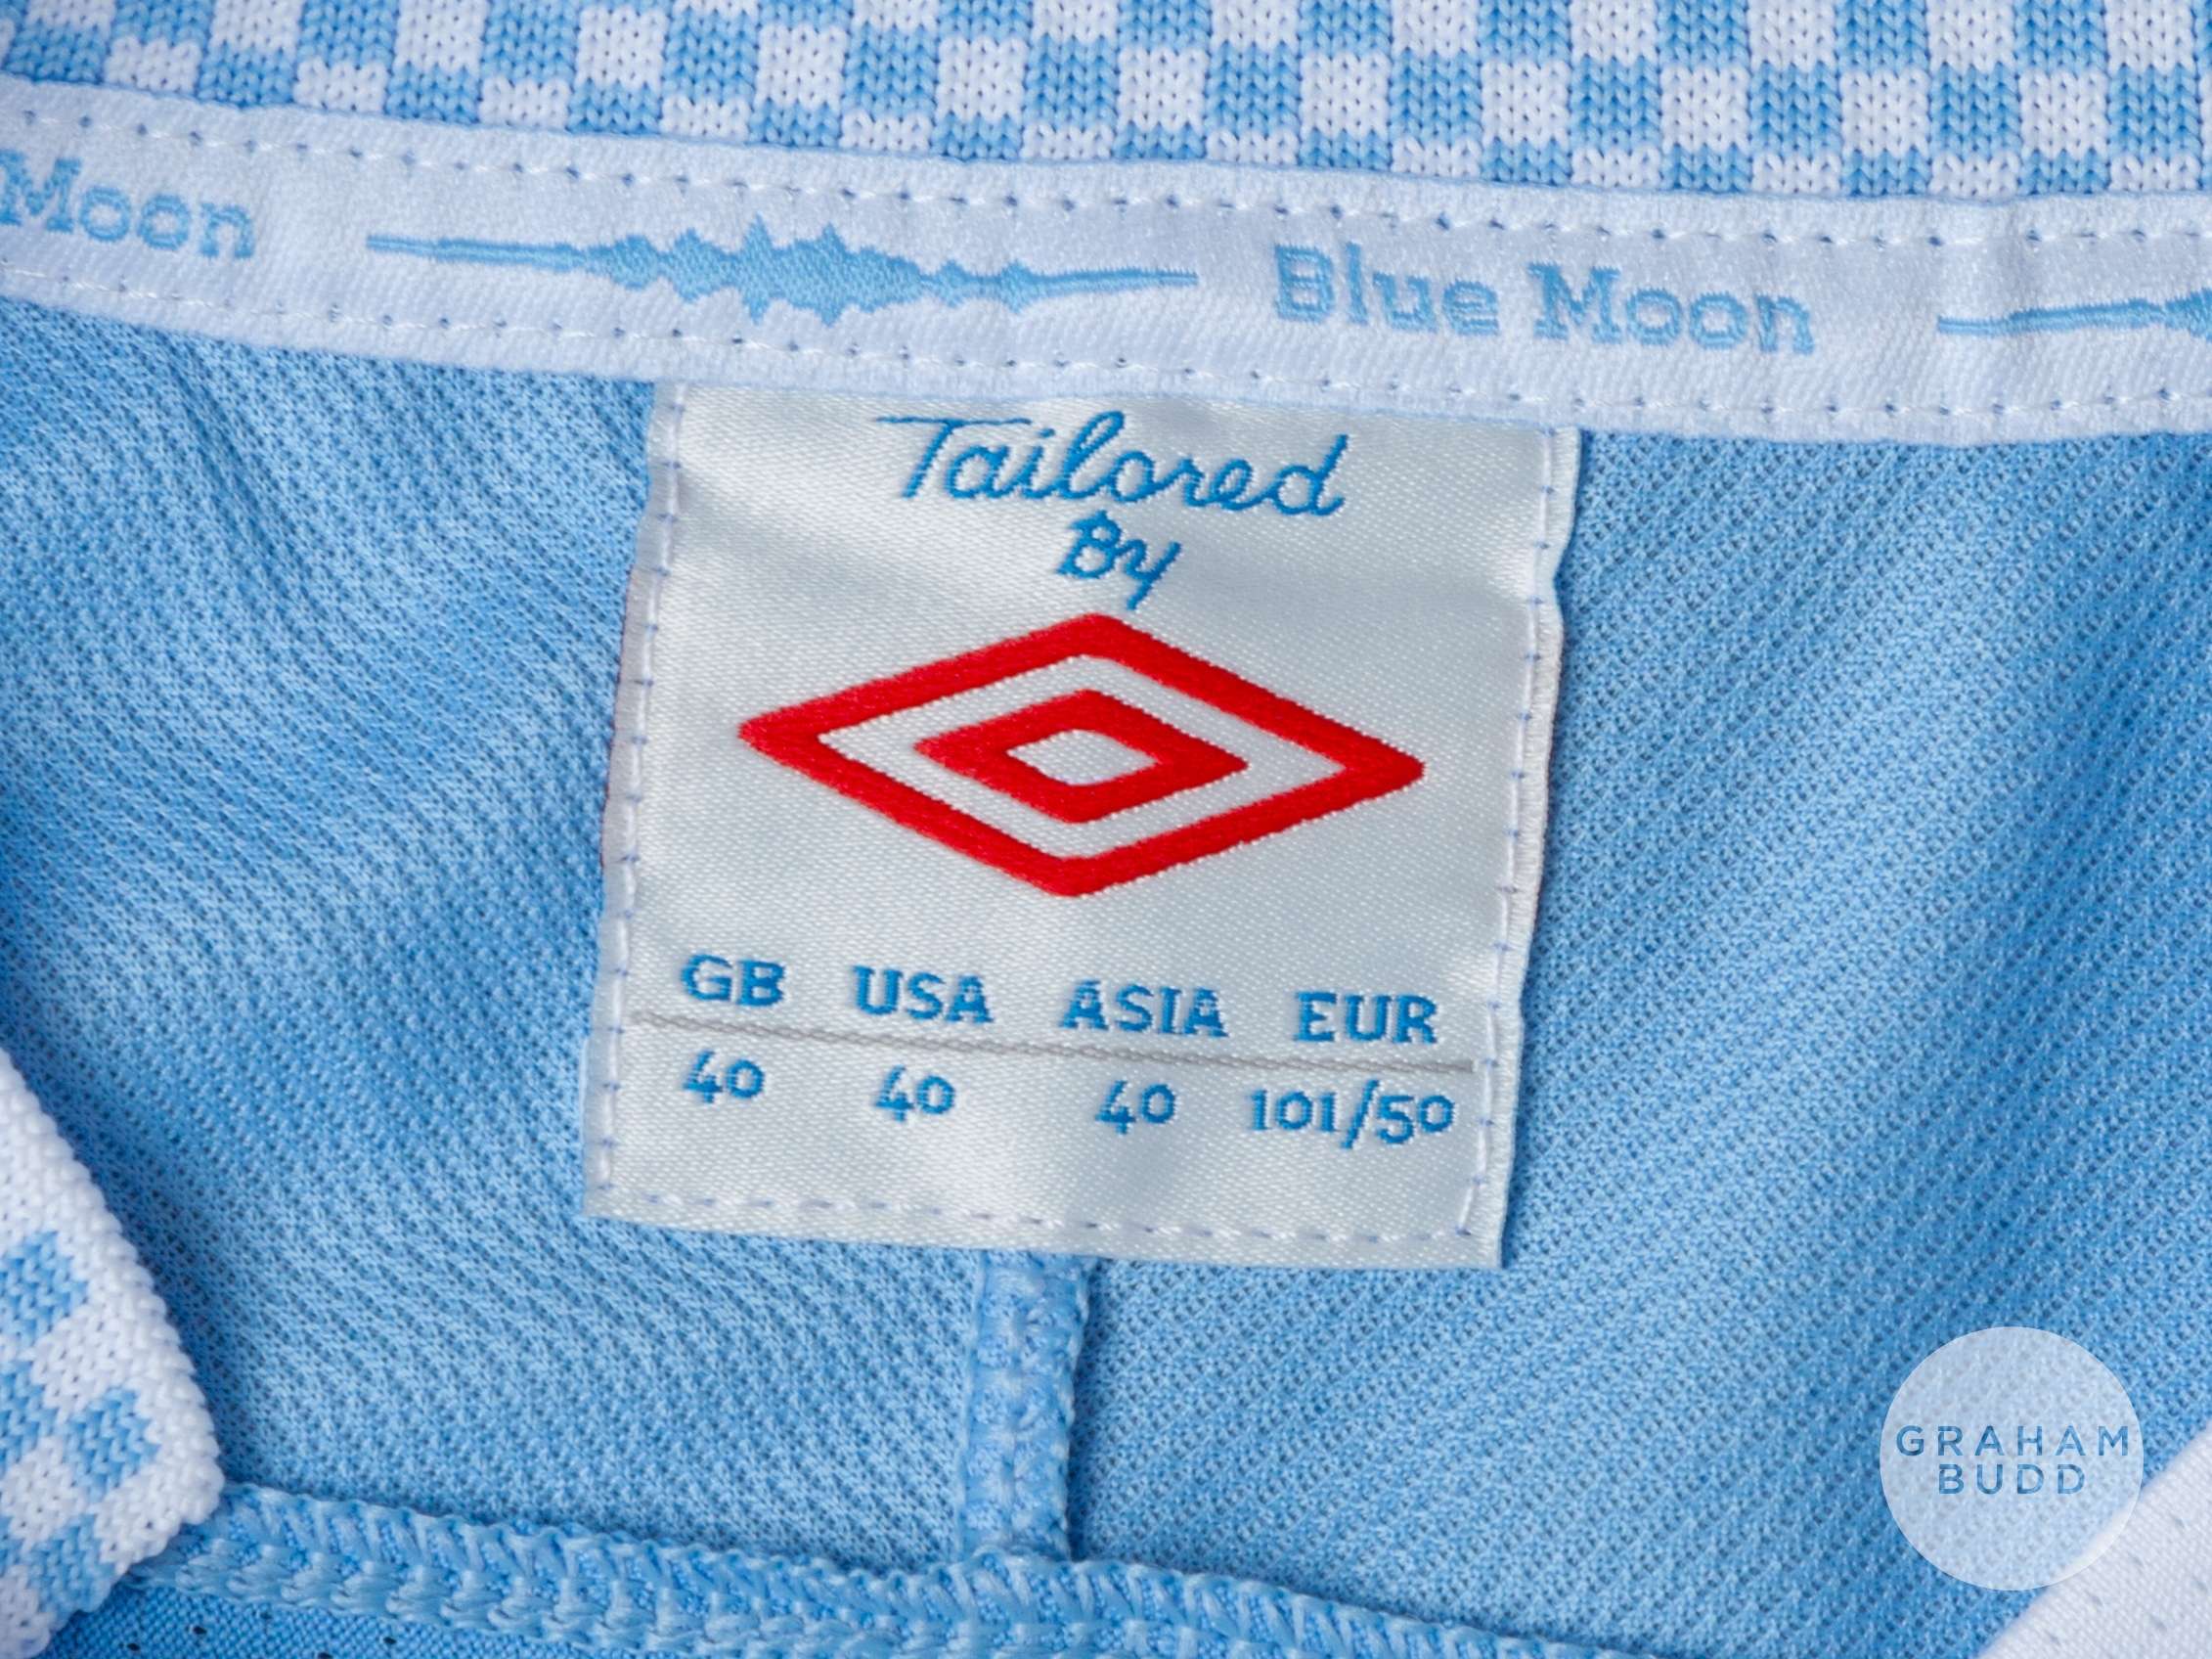 Moon Blue Moon
Tailored
By
GB USA ASIA EUR
40 40 40 101/50
GRAHAM
BUDD